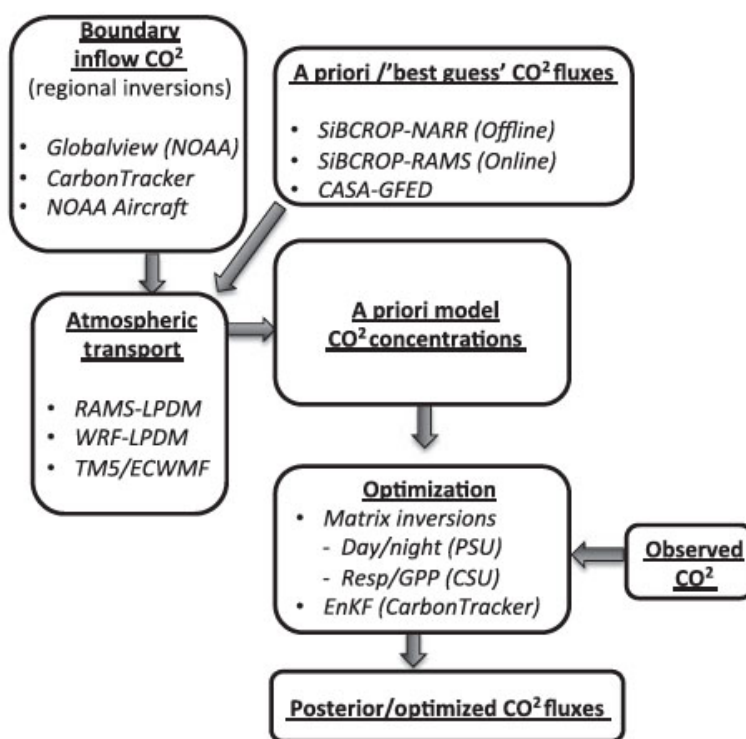 Boundary
inflow CO²
(regional inversions)
• Globalview (NOAA)
• CarbonTracker
• NOAA Aircraft
A priori /'best guess' CO² fluxes
• SiBCROP-NARR (Offline)
• SiBCROP-RAMS (Online)
• CASA-GFED
Atmospheric
transport
• RAMS-LPDM
• WRF-LPDM
• TM5/ECWMF
A priori model
CO² concentrations
Optimization
• Matrix inversions
- Day/night (PSU)
- Resp/GPP (CSU)
• EnKF (CarbonTracker)
Observed
CO²
Posterior/optimized CO² fluxes